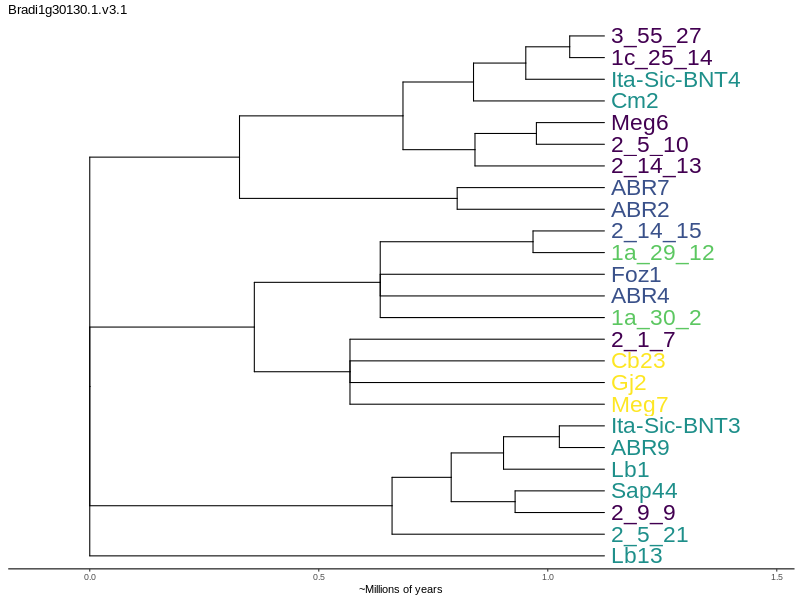 Bradi1g30130.1.v3.1
3_55_27
1c_25_14
Ita-Sic-BNT4
Cm2
Meg6
2_5_10
2_14_13
ABR7
ABR2
2_14_15
1a_29_12
Foz1
ABR4
1a_30_2
2_1_7
Cb23
Gj2
Meg7
Ita-Sic-BNT3
ABR9
Lb1
Sap44
2_9_9
2_5_21
Lb13
0.0 0.5 1.0 1.5
~Millions of years